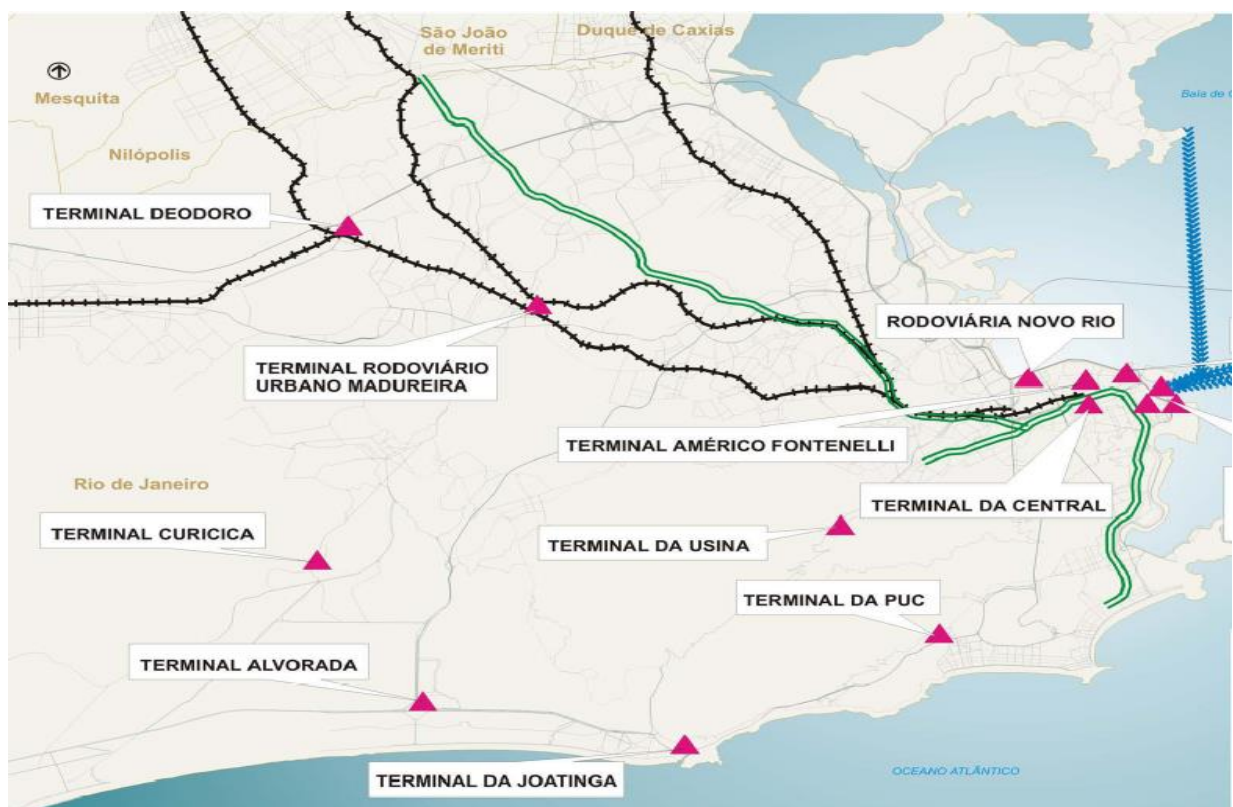 São João
de Meriti
Duque de Caxias
Mesquita
Baia de G
Nilópolis
TERMINAL DEODORO
RODOVIÁRIA NOVO RIO
TERMINAL RODOVIÁRIO
URBANO MADUREIRA
TERMINAL AMÉRICO FONTENELLI
Rio de Janeiro
TERMINAL DA CENTRAL
TERMINAL CURICICA
TERMINAL DA USINA
TERMINAL DA PUC
TERMINAL ALVORADA
TERMINAL DA JOATINGA
OCEANO ATLÂNTICO